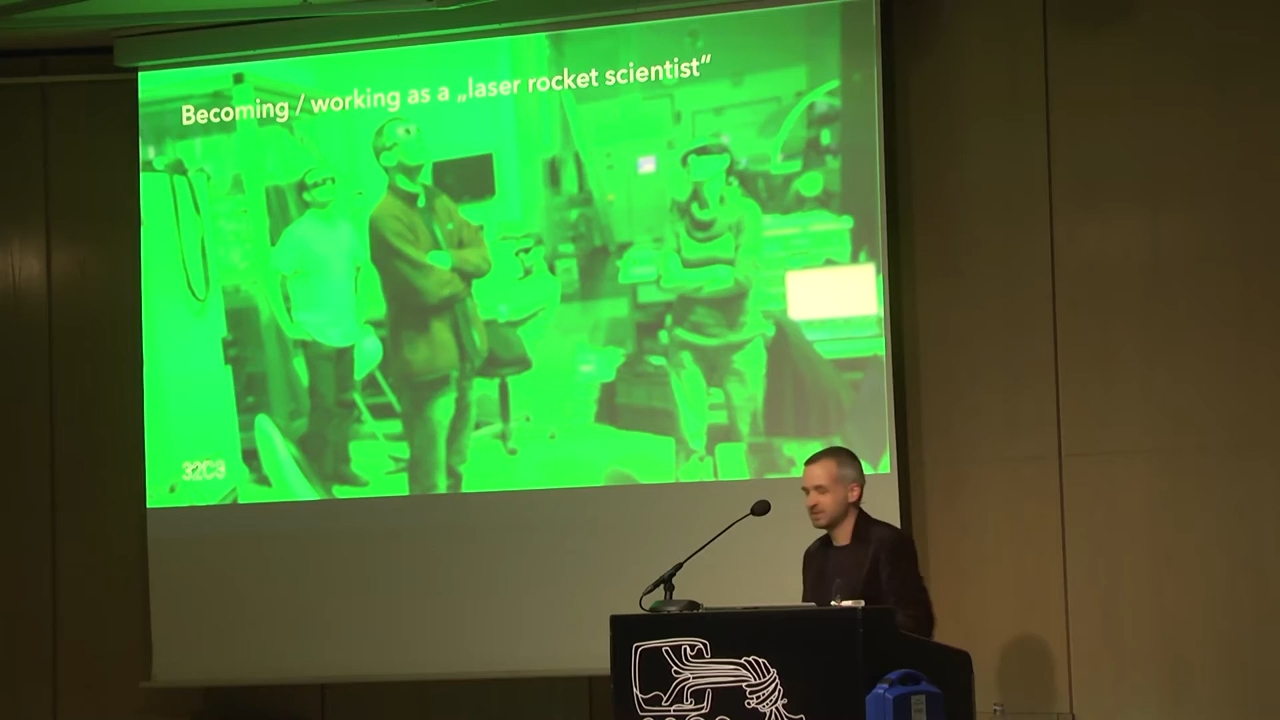 Becoming / working as a „laser rocket scientist“
32C3